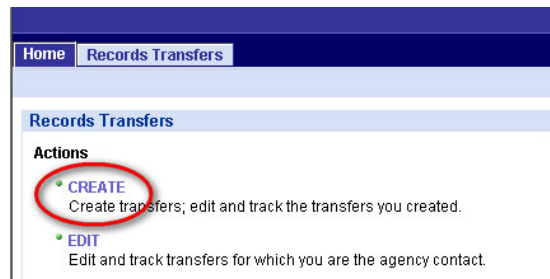 Home Records Transfers
Records Transfers
Actions
CREATE
Create transfers; edit and track the transfers you created.
EDIT
Edit and track transfers for which you are the agency contact.